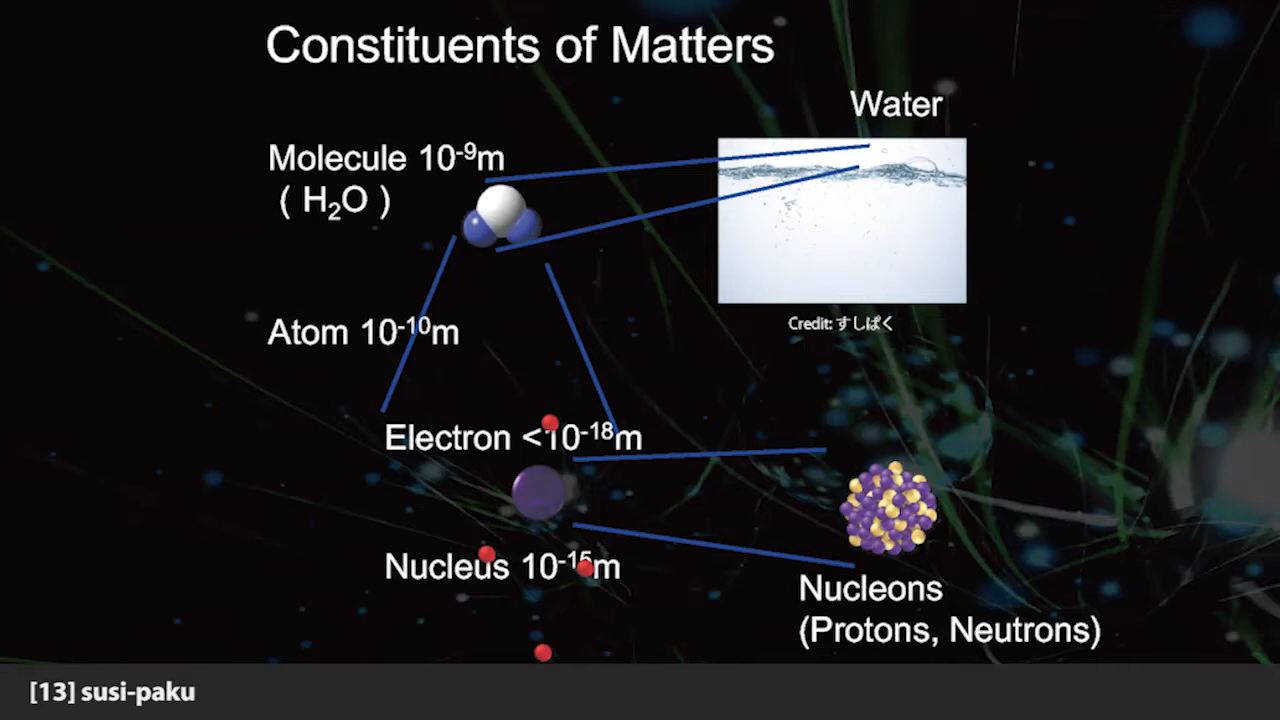 Constituents of Matters
Water
Molecule 10⁻⁹m
( H₂O )
Credit: すしぱく
Atom 10⁻¹⁰m
Electron <10⁻¹⁸m
Nucleus 10⁻¹⁵m
Nucleons
(Protons, Neutrons)
[13] susi-paku